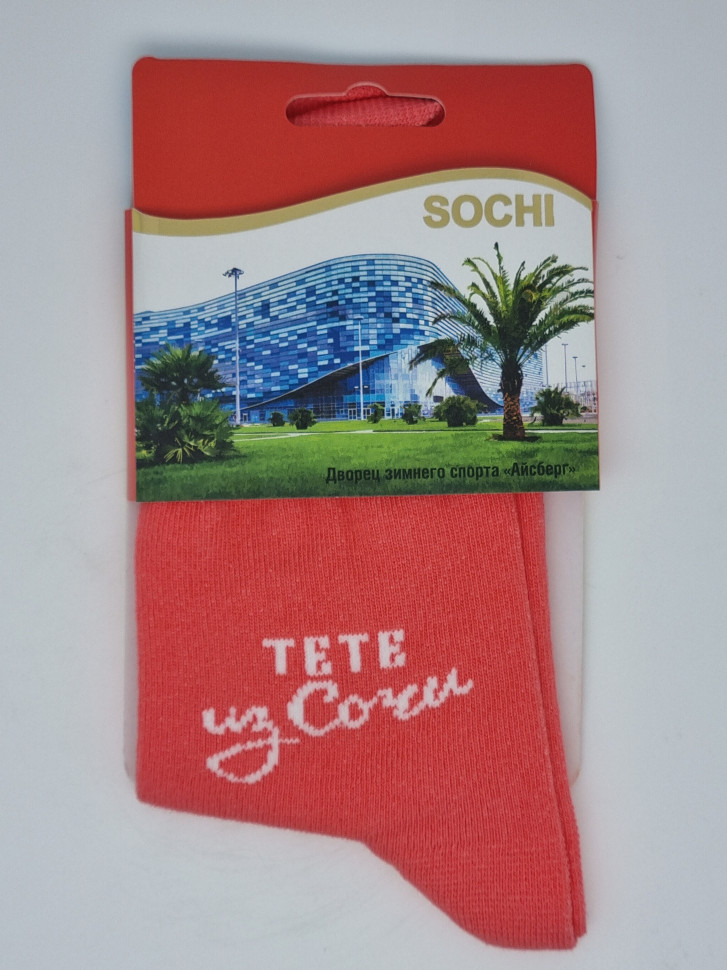 SOCHI
Дворец зимнего спорта «Айсберг»
ТЕТЕ
из Сочи